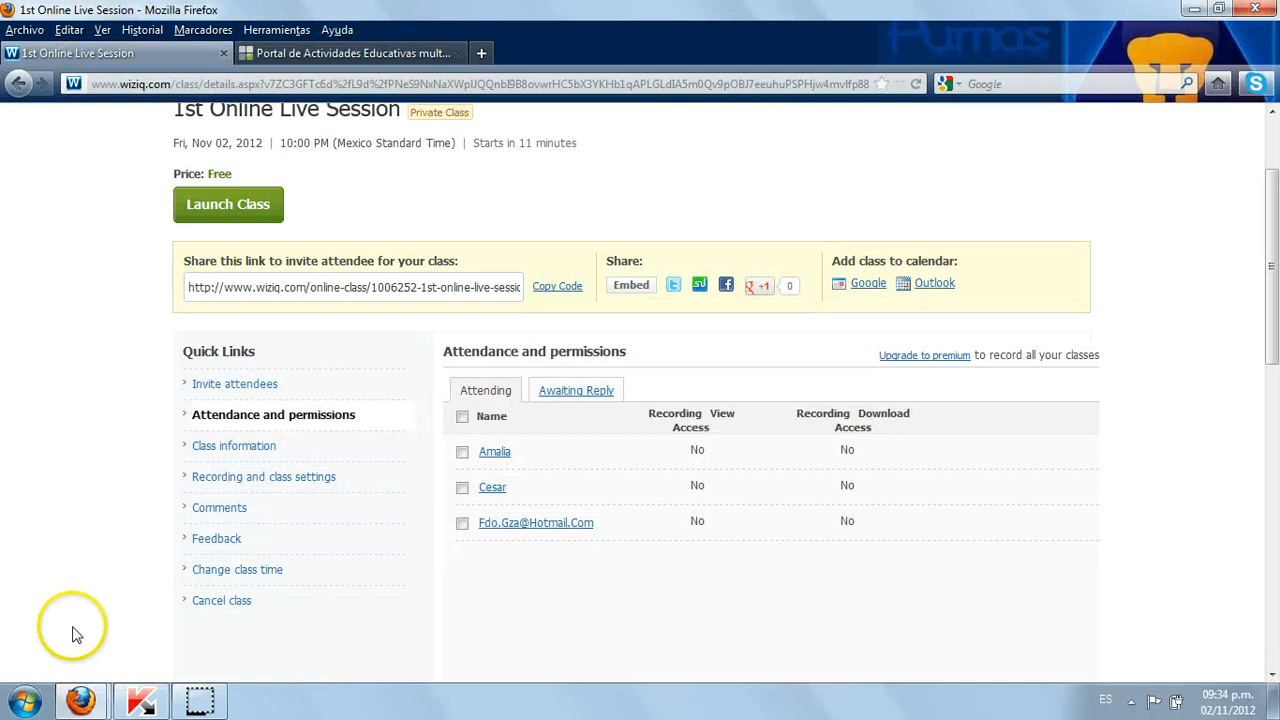 1st Online Live Session - Mozilla Firefox
Archivo Editar Ver Historial Marcadores Herramientas Ayuda
Pumas
W 1st Online Live Session × Portal de Actividades Educativas mult... × +
1st Online Live Session Private Class
Fri, Nov 02, 2012 | 10:00 PM (Mexico Standard Time) | Starts in 11 minutes
Price: Free
Launch Class
Share this link to invite attendee for your class:
http://www.wiziq.com/online-class/1006252-1st-online-live-sessio Copy Code
Share:
Embed +1 0
Add class to calendar:
Google Outlook
Quick Links
Invite attendees
Attendance and permissions
Class information
Recording and class settings
Comments
Feedback
Change class time
Cancel class
Attendance and permissions
Upgrade to premium to record all your classes
Attending Awaiting Reply
Name Recording View Access Recording Download Access
Amalia No No
Cesar No No
Fdo.Gza@Hotmail.Com No No
ES 09:34 p.m.
02/11/2012